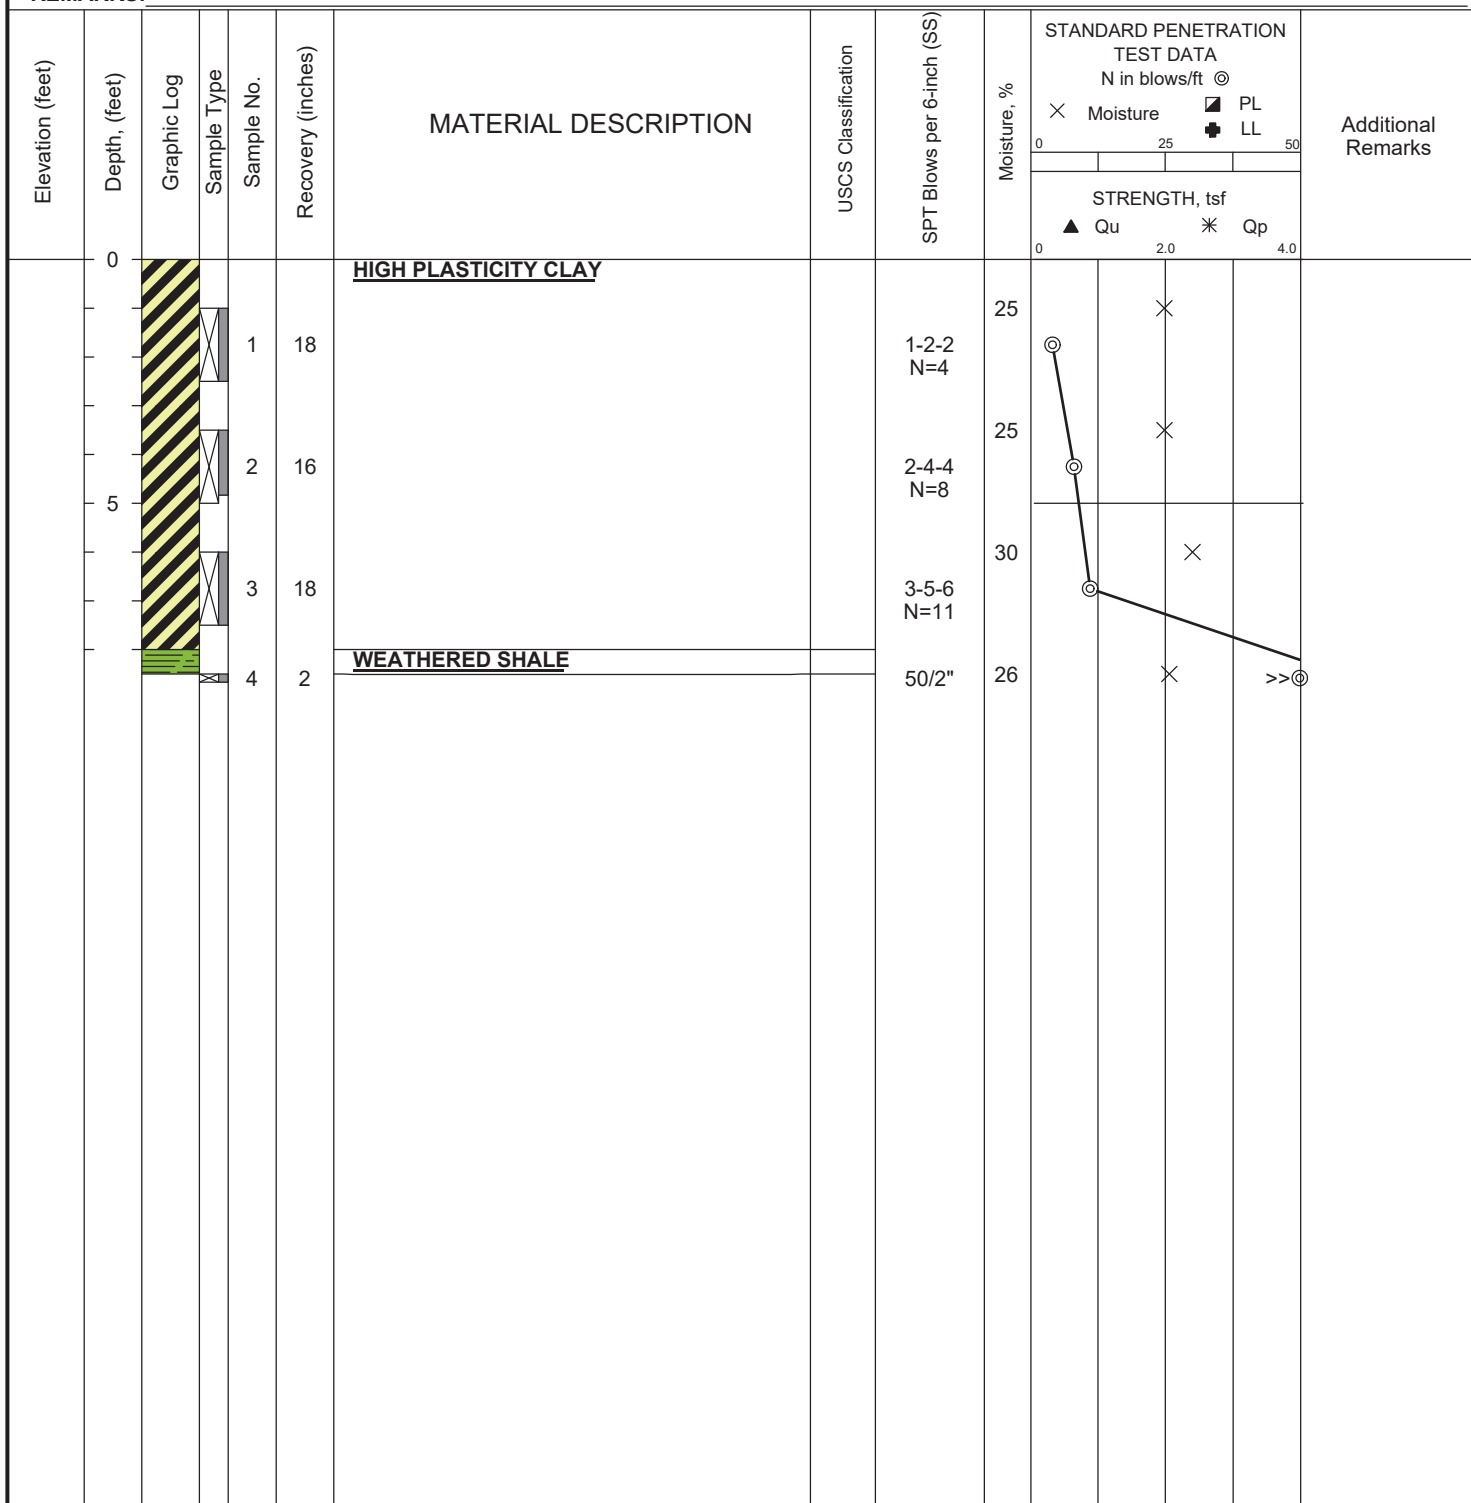 Elevation (feet)
Depth, (feet)
Graphic Log
Sample Type
Sample No.
Recovery (inches)
MATERIAL DESCRIPTION
USCS Classification
SPT Blows per 6-inch (SS)
Moisture, %
STANDARD PENETRATION
TEST DATA
N in blows/ft
Moisture
PL
LL
0 25 50
STRENGTH, tsf
Qu Qp
0 2.0 4.0
Additional
Remarks
0
HIGH PLASTICITY CLAY
25
1 18 1-2-2
N=4
25
2 16 2-4-4
N=8
5
30
3 18 3-5-6
N=11
WEATHERED SHALE
4 2 50/2" 26 >>